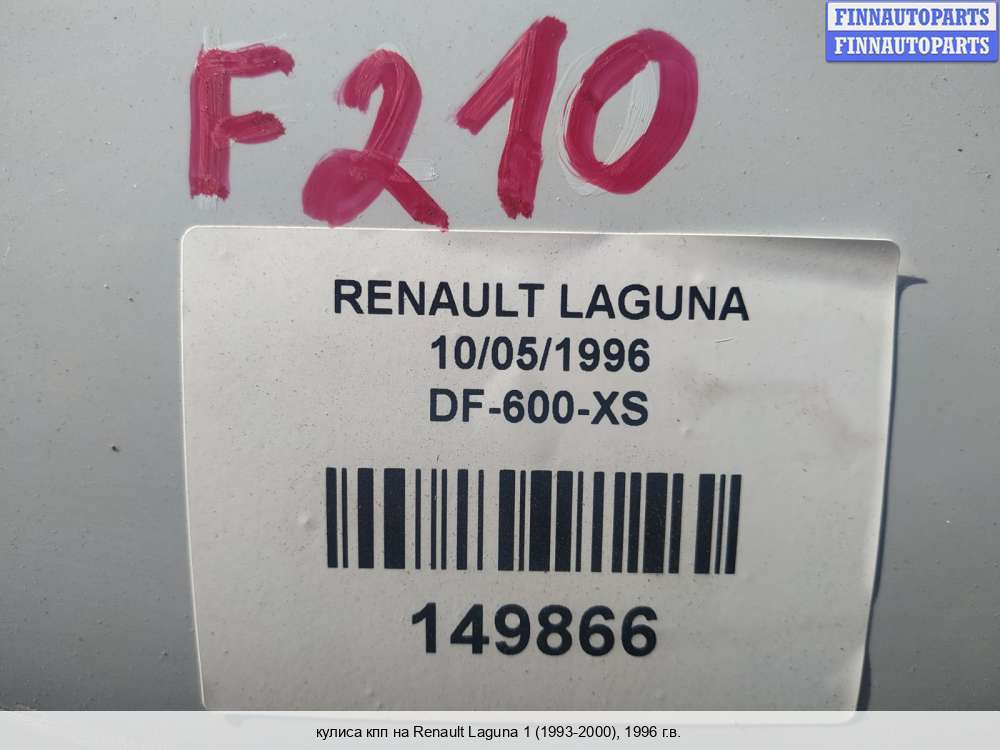 FINNAUTOPARTS
FINNAUTOPARTS
F210
RENAULT LAGUNA
10/05/1996
DF-600-XS
149866
кулиса кпп на Renault Laguna 1 (1993-2000), 1996 г.в.